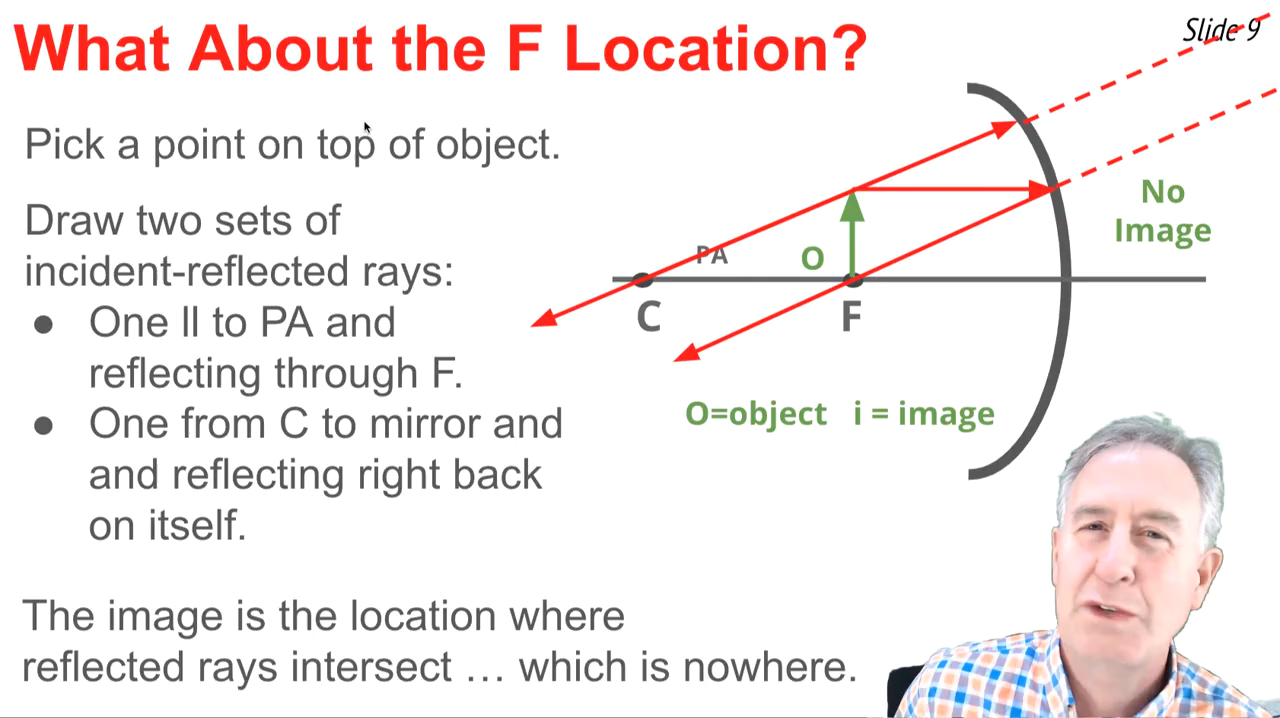 What About the F Location?
Slide 9
Pick a point on top of object.
Draw two sets of
incident-reflected rays:
● One ll to PA and
reflecting through F.
● One from C to mirror and
and reflecting right back
on itself.
The image is the location where
reflected rays intersect … which is nowhere.
No
Image
PA
O
C
F
O=object i = image